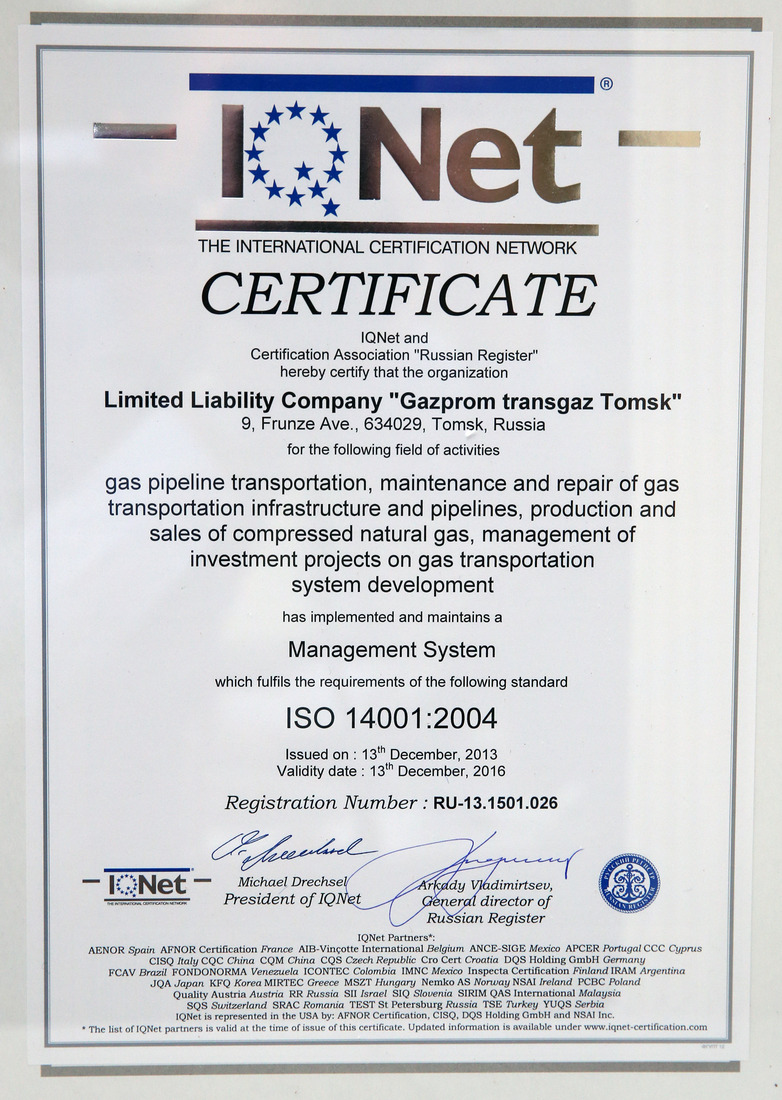 IQNet®
THE INTERNATIONAL CERTIFICATION NETWORK
CERTIFICATE
IQNet and
Certification Association "Russian Register"
hereby certify that the organization
Limited Liability Company "Gazprom transgaz Tomsk"
9, Frunze Ave., 634029, Tomsk, Russia
for the following field of activities
gas pipeline transportation, maintenance and repair of gas
transportation infrastructure and pipelines, production and
sales of compressed natural gas, management of
investment projects on gas transportation
system development
has implemented and maintains a
Management System
which fulfils the requirements of the following standard
ISO 14001:2004
Issued on : 13th December, 2013
Validity date : 13th December, 2016
Registration Number : RU-13.1501.026
IQNet
THE INTERNATIONAL CERTIFICATION NETWORK
Michael Drechsel
President of IQNet
Arkady Vladimirtsev,
General director of
Russian Register
РУССКИЙ РЕГИСТР
RUSSIAN REGISTER
IQNet Partners*:
AENOR Spain AFNOR Certification France AIB-Vinçotte International Belgium ANCE-SIGE Mexico APCER Portugal CCC Cyprus
CISQ Italy CQC China CQM China CQS Czech Republic Cro Cert Croatia DQS Holding GmbH Germany
FCAV Brazil FONDONORMA Venezuela ICONTEC Colombia IMNC Mexico Inspecta Certification Finland IRAM Argentina
JQA Japan KFQ Korea MIRTEC Greece MSZT Hungary Nemko AS Norway NSAI Ireland PCBC Poland
Quality Austria Austria RR Russia SII Israel SIQ Slovenia SIRIM QAS International Malaysia
SQS Switzerland SRAC Romania TEST St Petersburg Russia TSE Turkey YUQS Serbia
IQNet is represented in the USA by: AFNOR Certification, CISQ, DQS Holding GmbH and NSAI Inc.
* The list of IQNet partners is valid at the time of issue of this certificate. Updated information is available under www.iqnet-certification.com